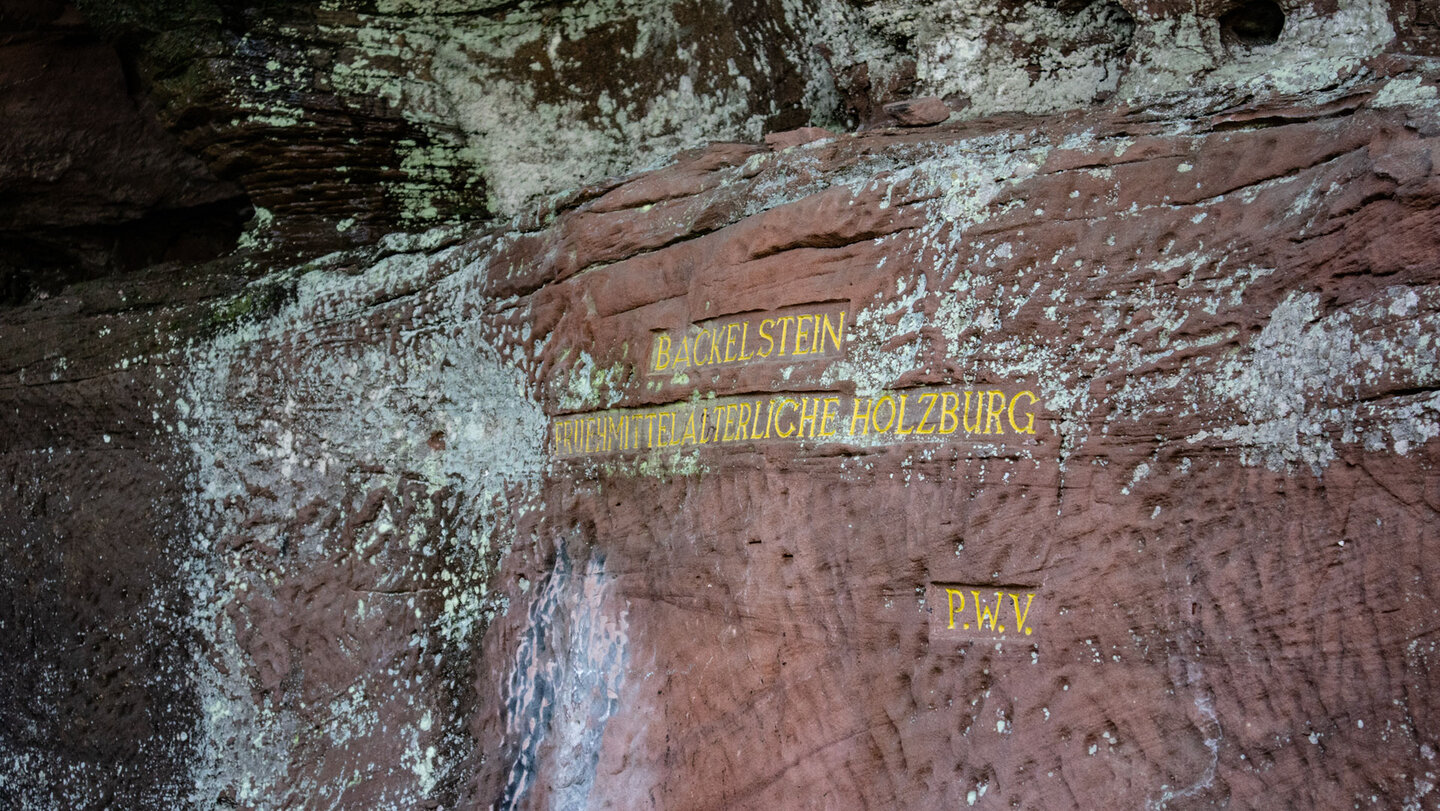 BACKELSTEIN
FRUEHMITTELALTERLICHE HOLZBURG
P.W.V.